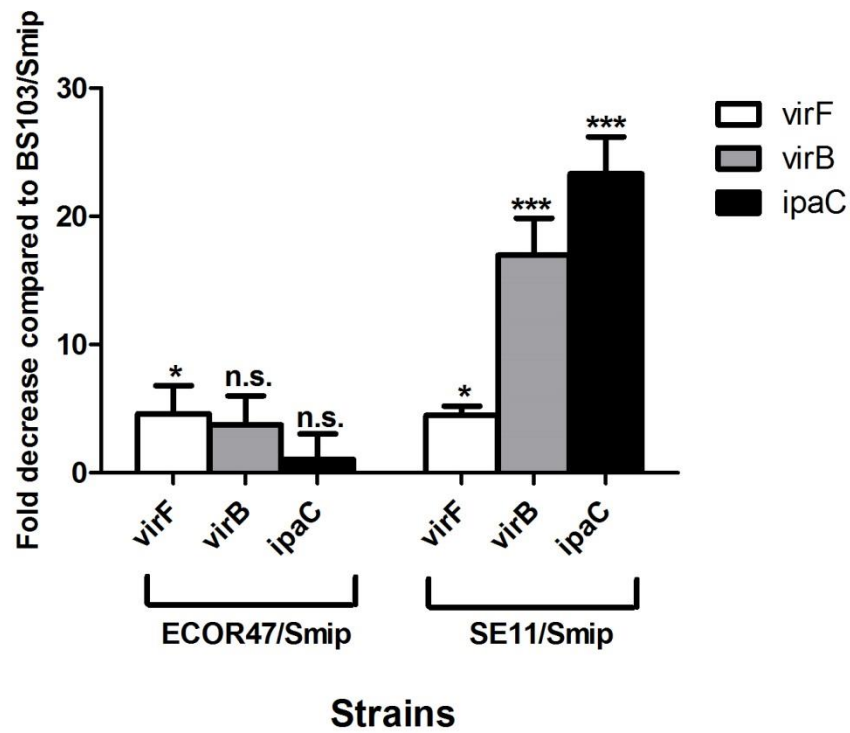 Fold decrease compared to BS103/Smip
30
20
10
0
* n.s. n.s. * *** ***
virF virB ipaC virF virB ipaC
ECOR47/Smip SE11/Smip
Strains
virF
virB
ipaC